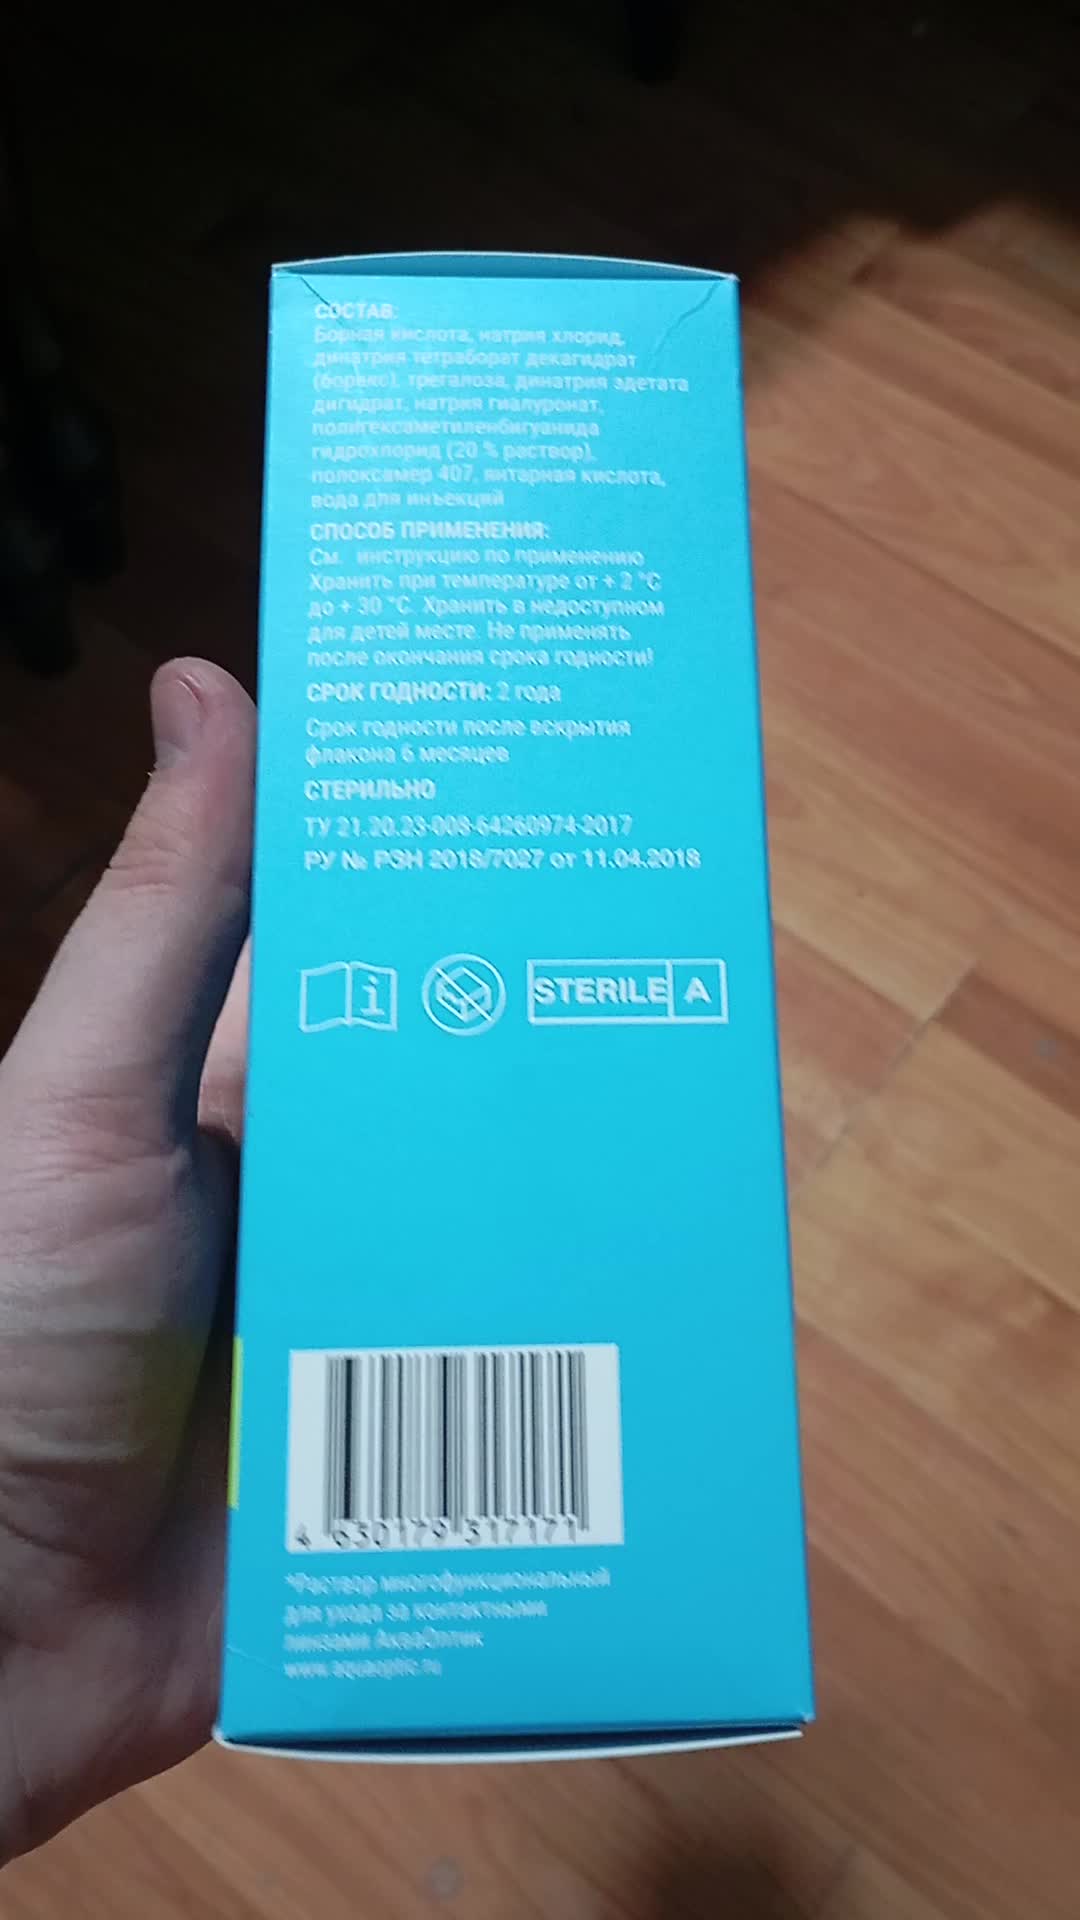 СОСТАВ:
Борная кислота, натрия хлорид,
динатрия тетраборат декагидрат
(боракс), трегалоза, динатрия эдетата
дигидрат, натрия гиалуронат,
полигексаметиленбигуанида
гидрохлорид (20 % раствор),
полоксамер 407, янтарная кислота,
вода для инъекций
СПОСОБ ПРИМЕНЕНИЯ:
См. инструкцию по применению
Хранить при температуре от + 2 °C
до + 30 °C. Хранить в недоступном
для детей месте. Не применять
после окончания срока годности!
СРОК ГОДНОСТИ: 2 года
Срок годности после вскрытия
флакона 6 месяцев
СТЕРИЛЬНО
ТУ 21.20.23-008-64260974-2017
РУ № РЗН 2018/7027 от 11.04.2018
i
STERILE A
4 630179 317171
*Раствор многофункциональный
для ухода за контактными
линзами АкваОптик
www.aquaoptic.ru